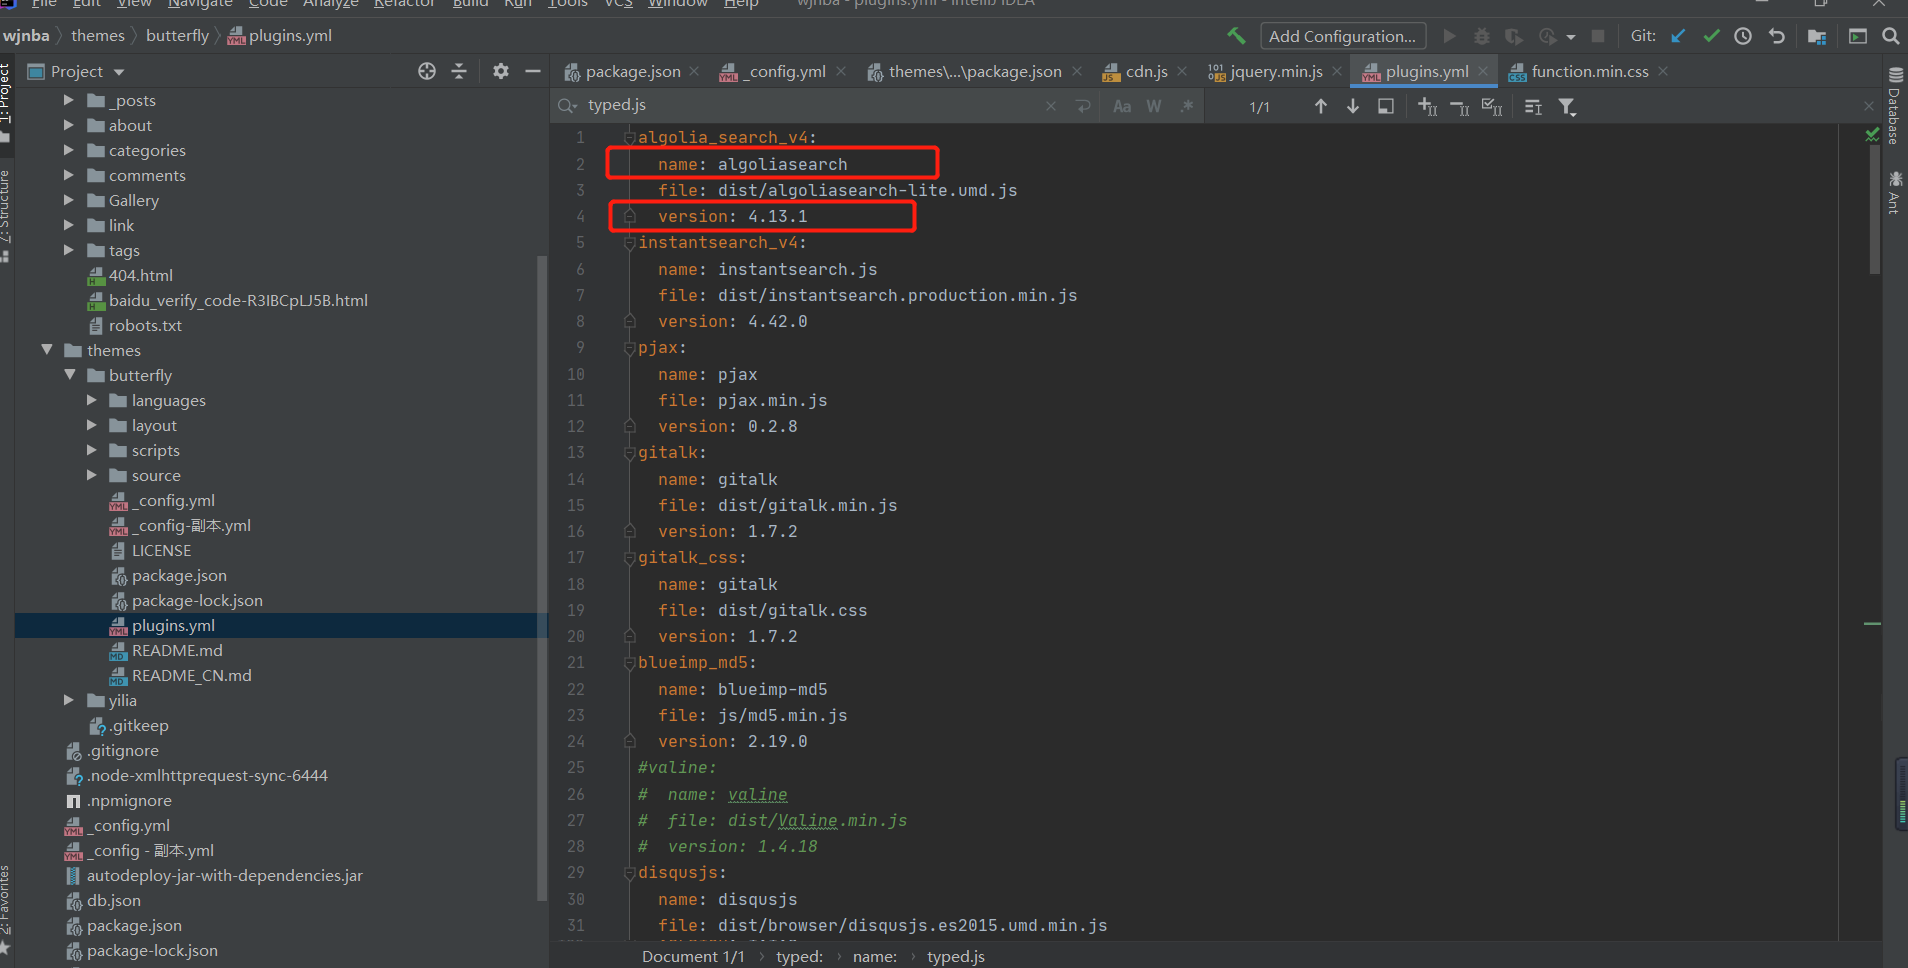 File Edit View Navigate Code Analyze Refactor Build Run Tools VCS Window Help wjnba - plugins.yml - IntelliJ IDEA
wjnba themes butterfly plugins.yml Add Configuration... Git:
Project package.json _config.yml themes\...\package.json cdn.js jquery.min.js plugins.yml function.min.css
typed.js Aa W .* 1/1
1: Project
7: Structure
2: Favorites
_posts
about
categories
comments
Gallery
link
tags
404.html
baidu_verify_code-R3IBCpLJ5B.html
robots.txt
themes
butterfly
languages
layout
scripts
source
_config.yml
_config-副本.yml
LICENSE
package.json
package-lock.json
plugins.yml
README.md
README_CN.md
yilia
.gitkeep
.gitignore
.node-xmlhttprequest-sync-6444
.npmignore
_config.yml
_config - 副本.yml
autodeploy-jar-with-dependencies.jar
db.json
package.json
package-lock.json
1 algolia_search_v4:
2 name: algoliasearch
3 file: dist/algoliasearch-lite.umd.js
4 version: 4.13.1
5 instantsearch_v4:
6 name: instantsearch.js
7 file: dist/instantsearch.production.min.js
8 version: 4.42.0
9 pjax:
10 name: pjax
11 file: pjax.min.js
12 version: 0.2.8
13 gitalk:
14 name: gitalk
15 file: dist/gitalk.min.js
16 version: 1.7.2
17 gitalk_css:
18 name: gitalk
19 file: dist/gitalk.css
20 version: 1.7.2
21 blueimp_md5:
22 name: blueimp-md5
23 file: js/md5.min.js
24 version: 2.19.0
25 #valine:
26 # name: valine
27 # file: dist/Valine.min.js
28 # version: 1.4.18
29 disqusjs:
30 name: disqusjs
31 file: dist/browser/disqusjs.es2015.umd.min.js
Document 1/1 typed: name: typed.js
Database
Ant